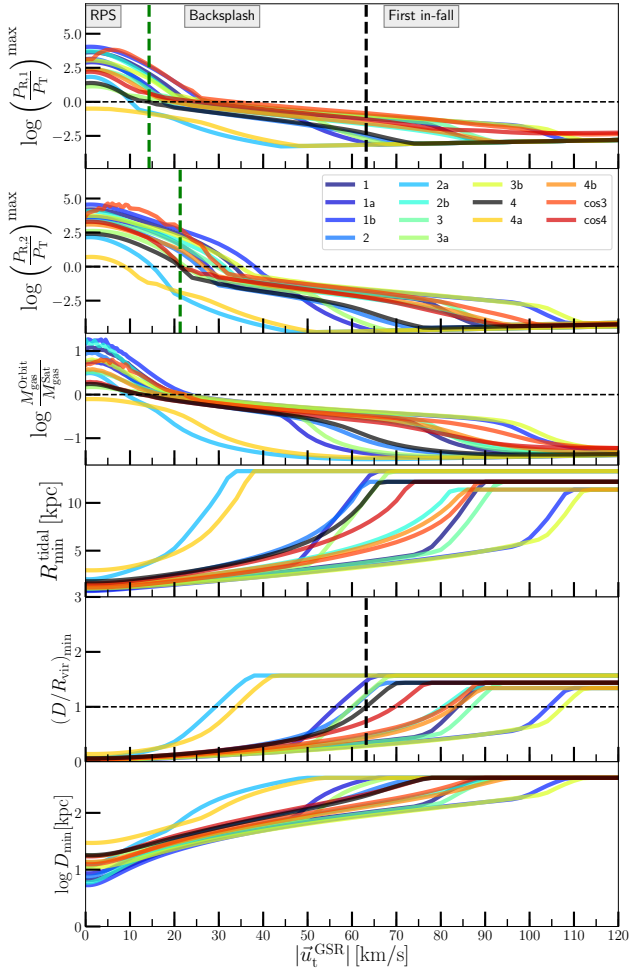 RPS Backsplash First in-fall
log (P_R,1/P_T)^max
5.0
2.5
0.0
−2.5
log (P_R,2/P_T)^max
5.0
2.5
0.0
−2.5
1 2a 3b 4b
1a 2b 4 cos3
1b 3 4a cos4
2 3a
log M_gas^Orbit/M_gas^Sat
1
0
−1
R_min^tidal [kpc]
10
5
3
(D/R_vir)_min
2
1
0
log D_min[kpc]
2
1
0
0 10 20 30 40 50 60 70 80 90 100 110 120
|u⃗_t^GSR| [km/s]